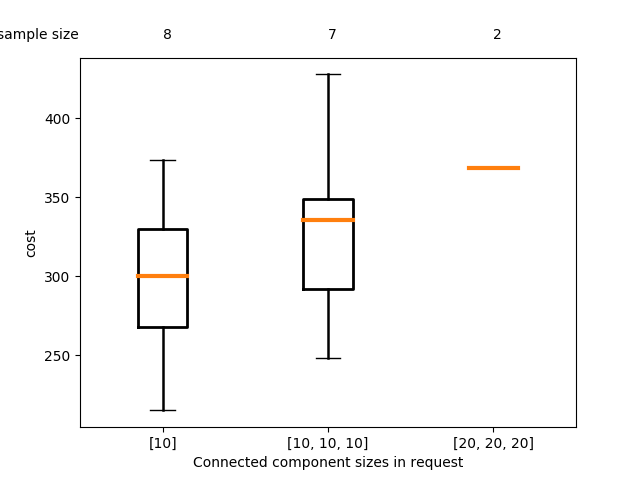 sample size 8 7 2
400
350
300
250
cost
[10] [10, 10, 10] [20, 20, 20]
Connected component sizes in request